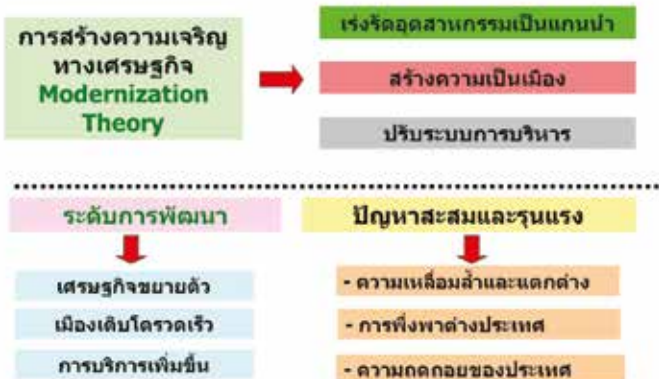 การสร้างความเจริญ
ทางเศรษฐกิจ
Modernization
Theory
เร่งรัดอุตสาหกรรมเป็นแกนนำ
สร้างความเป็นเมือง
ปรับระบบการบริหาร
ระดับการพัฒนา
เศรษฐกิจขยายตัว
เมืองเติบโตรวดเร็ว
การบริการเพิ่มขึ้น
ปัญหาสะสมและรุนแรง
- ความเหลื่อมล้ำและแตกต่าง
- การพึ่งพาต่างประเทศ
- ความถดถอยของประเทศ